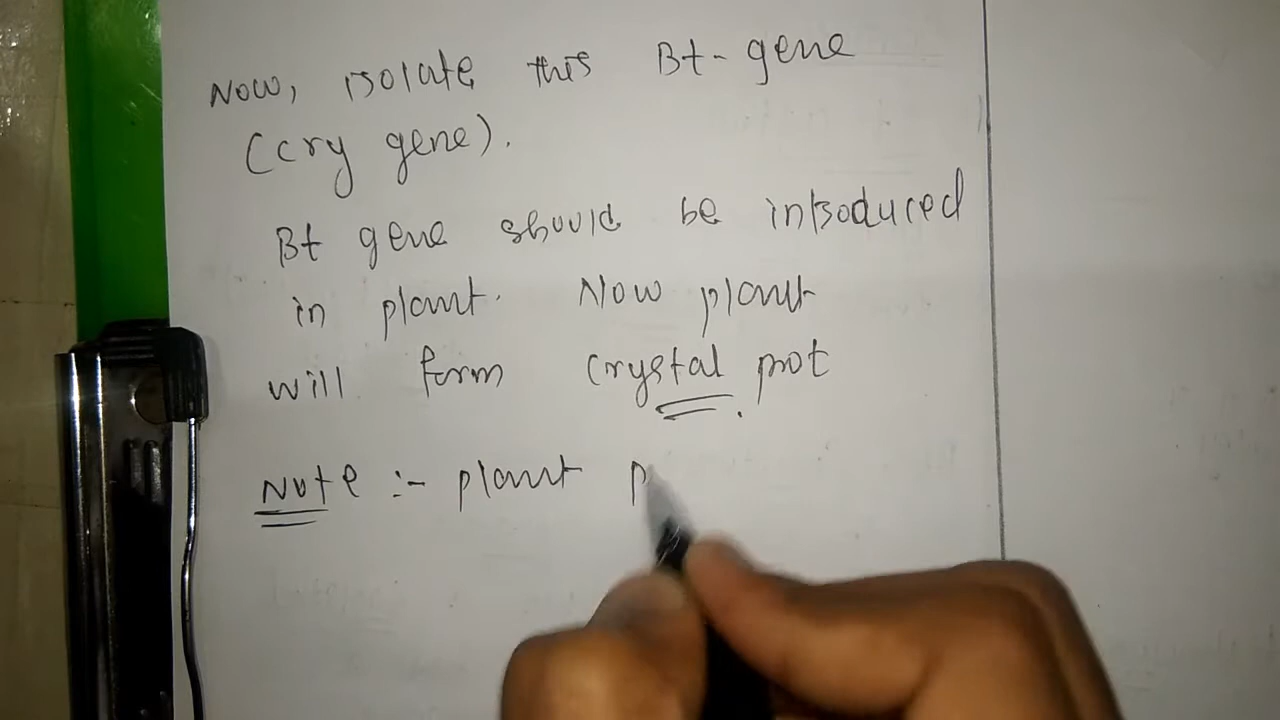 Now, isolate this Bt-gene
(cry gene).
Bt gene should be introduced
in plant. Now plant
will form crystal prot.
Note :- plant p